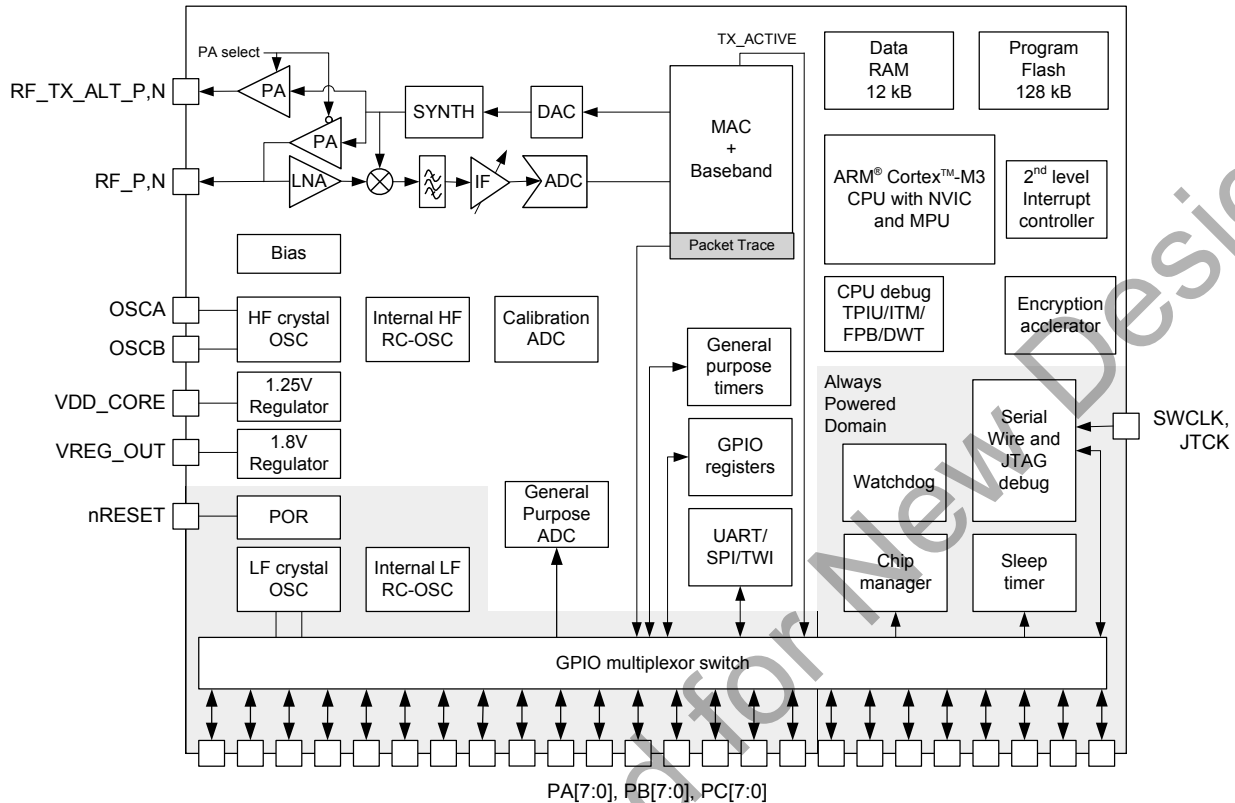 TX_ACTIVE
PA select
RF_TX_ALT_P,N
PA
SYNTH
DAC
MAC
+
Baseband
Data
RAM
12 kB
Program
Flash
128 kB
PA
RF_P,N
LNA
IF
ADC
ARM® Cortex™-M3
CPU with NVIC
and MPU
2nd level
Interrupt
controller
Packet Trace
Bias
OSCA
OSCB
HF crystal
OSC
Internal HF
RC-OSC
Calibration
ADC
CPU debug
TPIU/ITM/
FPB/DWT
Encryption
acclerator
General
purpose
timers
VDD_CORE
1.25V
Regulator
VREG_OUT
1.8V
Regulator
Always
Powered
Domain
Serial
Wire and
JTAG
debug
SWCLK,
JTCK
GPIO
registers
Watchdog
nRESET
POR
General
Purpose
ADC
UART/
SPI/TWI
LF crystal
OSC
Internal LF
RC-OSC
Chip
manager
Sleep
timer
GPIO multiplexor switch
PA[7:0], PB[7:0], PC[7:0]
d for New Desig